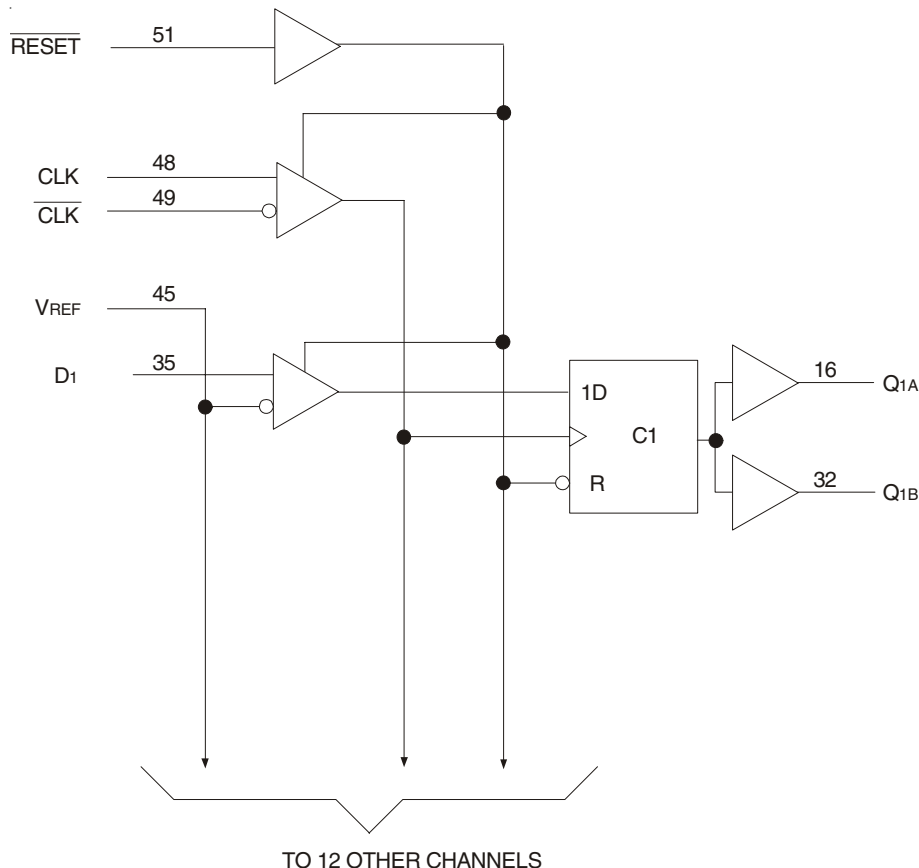 RESET 51
CLK 48
CLK 49
VREF 45
D1 35
1D
C1
R
16 Q1A
32 Q1B
TO 12 OTHER CHANNELS